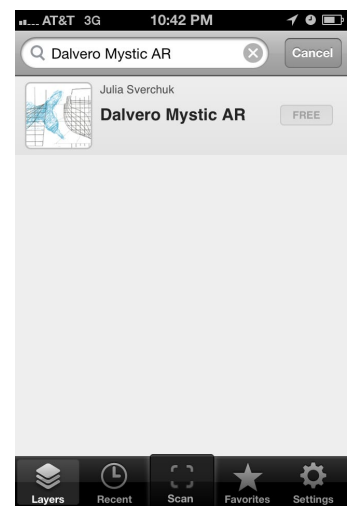 AT&T 3G 10:42 PM
Dalvero Mystic AR Cancel
Julia Sverchuk
Dalvero Mystic AR FREE
Layers Recent Scan Favorites Settings